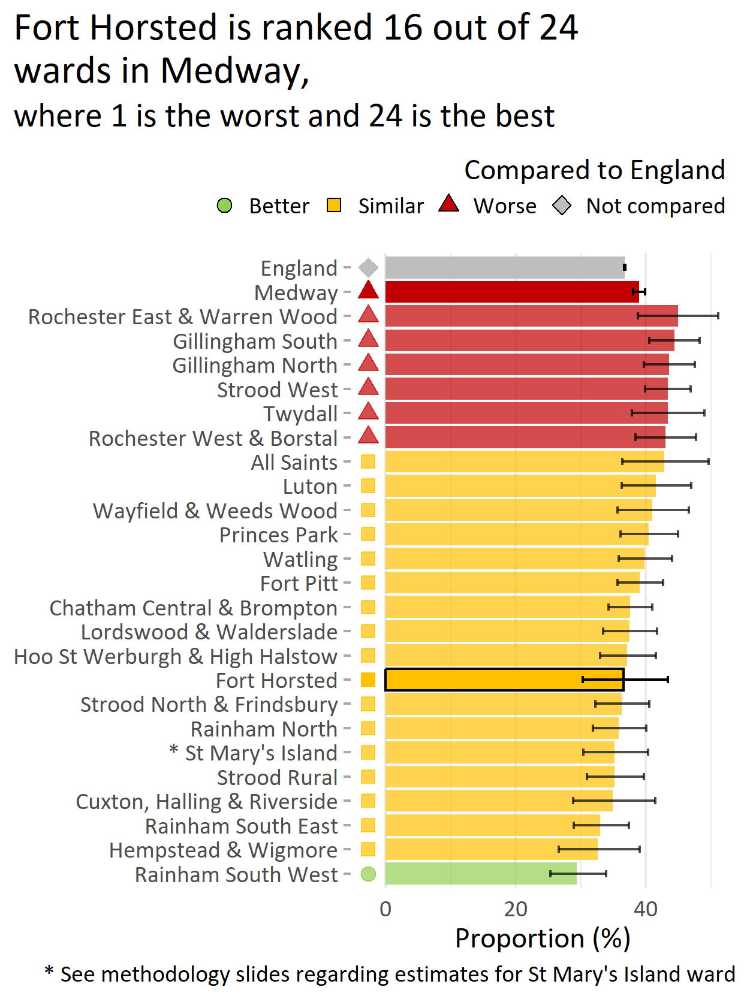 Fort Horsted is ranked 16 out of 24
wards in Medway,
where 1 is the worst and 24 is the best
Compared to England
Better Similar Worse Not compared
England
Medway
Rochester East & Warren Wood
Gillingham South
Gillingham North
Strood West
Twydall
Rochester West & Borstal
All Saints
Luton
Wayfield & Weeds Wood
Princes Park
Watling
Fort Pitt
Chatham Central & Brompton
Lordswood & Walderslade
Hoo St Werburgh & High Halstow
Fort Horsted
Strood North & Frindsbury
Rainham North
* St Mary's Island
Strood Rural
Cuxton, Halling & Riverside
Rainham South East
Hempstead & Wigmore
Rainham South West
0 20 40
Proportion (%)
* See methodology slides regarding estimates for St Mary's Island ward